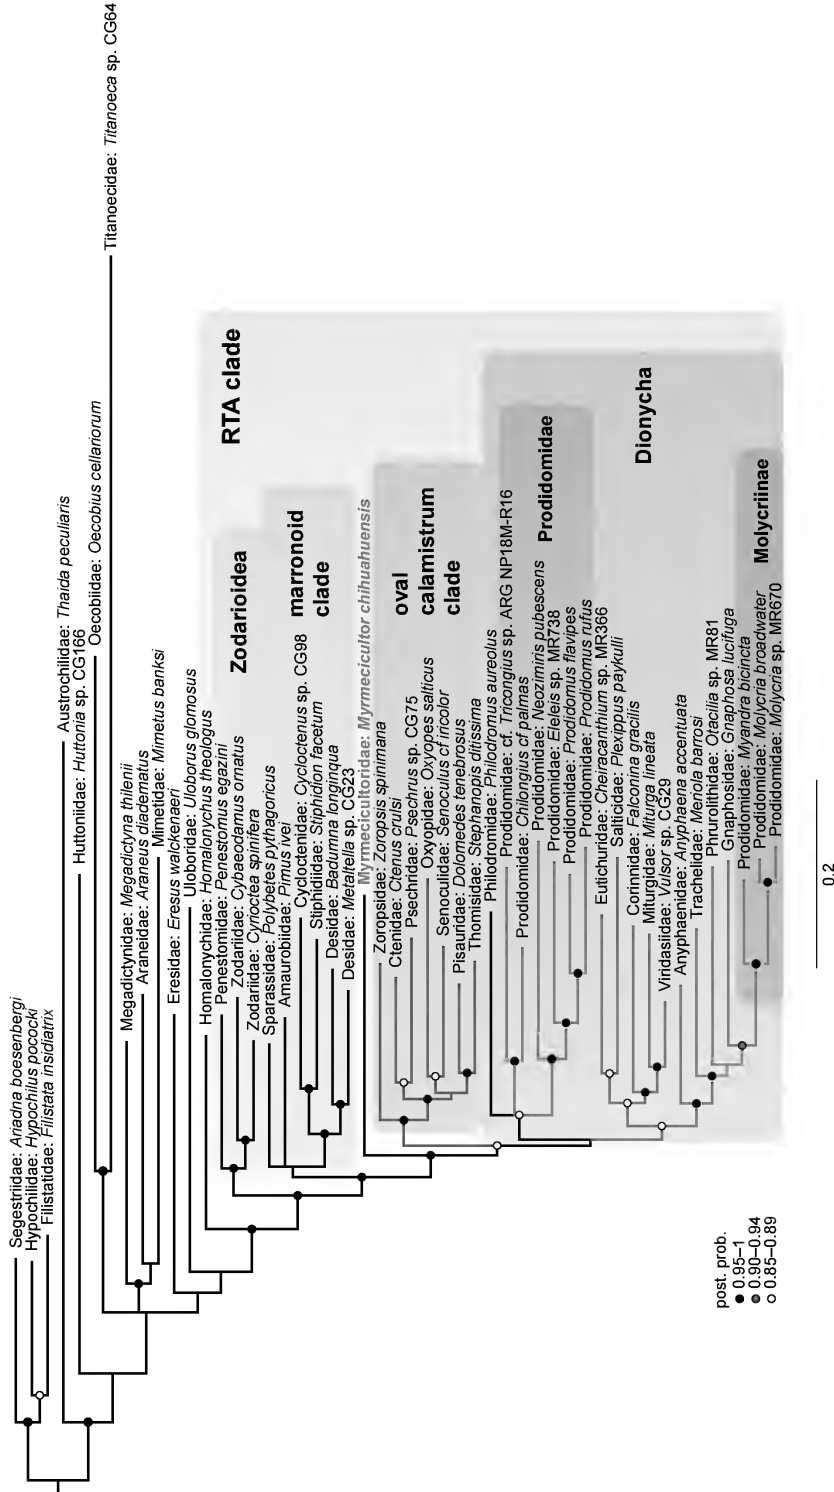 Segestriidae: Ariadna boesenbergi
Hypochilidae: Hypochilus pococki
Filistatidae: Filistata insidiatrix
Austrochilidae: Thaida peculiaris
Huttoniidae: Huttonia sp. CG166
Oecobiidae: Oecobius cellariorum
Titanoecidae: Titanoeca sp. CG64
Megadictynidae: Megadictyna thilenii
Araneidae: Araneus diadematus
Mimetidae: Mimetus banksi
Eresidae: Eresus walckenaeri
Uloboridae: Uloborus glomosus
Homalonychidae: Homalonychus theologus
Penestomidae: Penestomus egazini
Zodariidae: Cybaeodamus ornatus
Zodariidae: Cyrioctea spinifera
Sparassidae: Polybetes pythagoricus
Amaurobiidae: Pimus ivei
Cycloctenidae: Cycloctenus sp. CG98
Stiphidiidae: Stiphidion facetum
Desidae: Badumna longinqua
Desidae: Metaltella sp. CG23
Myrmecicultoridae: Myrmecicultor chihuahuensis
Zoropsidae: Zoropsis spinimana
Ctenidae: Ctenus crulsi
Psechridae: Psechrus sp. CG75
Oxyopidae: Oxyopes salticus
Senoculidae: Senoculus cf iricolor
Pisauridae: Dolomedes tenebrosus
Thomisidae: Stephanopis ditissima
Philodromidae: Philodromus aureolus
Prodidomidae: cf. Tricongius sp. ARG NP18M-R16
Prodidomidae: Chilongius cf palmas
Prodidomidae: Neozimiris pubescens
Prodidomidae: Eleleis sp. MR738
Prodidomidae: Prodidomus flavipes
Prodidomidae: Prodidomus rufus
Eutichuridae: Cheiracanthium sp. MR366
Salticidae: Plexippus paykulli
Corinnidae: Falconina gracilis
Miturgidae: Miturga lineata
Viridasiidae: Vulsor sp. CG29
Anyphaenidae: Anyphaena accentuata
Trachelidae: Meriola barrosi
Phrurolithidae: Otacilia sp. MR81
Gnaphosidae: Gnaphosa lucifuga
Prodidomidae: Myandra bicincta
Prodidomidae: Molycria broadwater
Prodidomidae: Molycria sp. MR670
RTA clade
Zodarioidea
marronoid
clade
oval
calamistrum
clade
Dionycha
Prodidomidae
Molycriinae
post. prob.
0.95–1
0.90–0.94
0.85–0.89
0.2